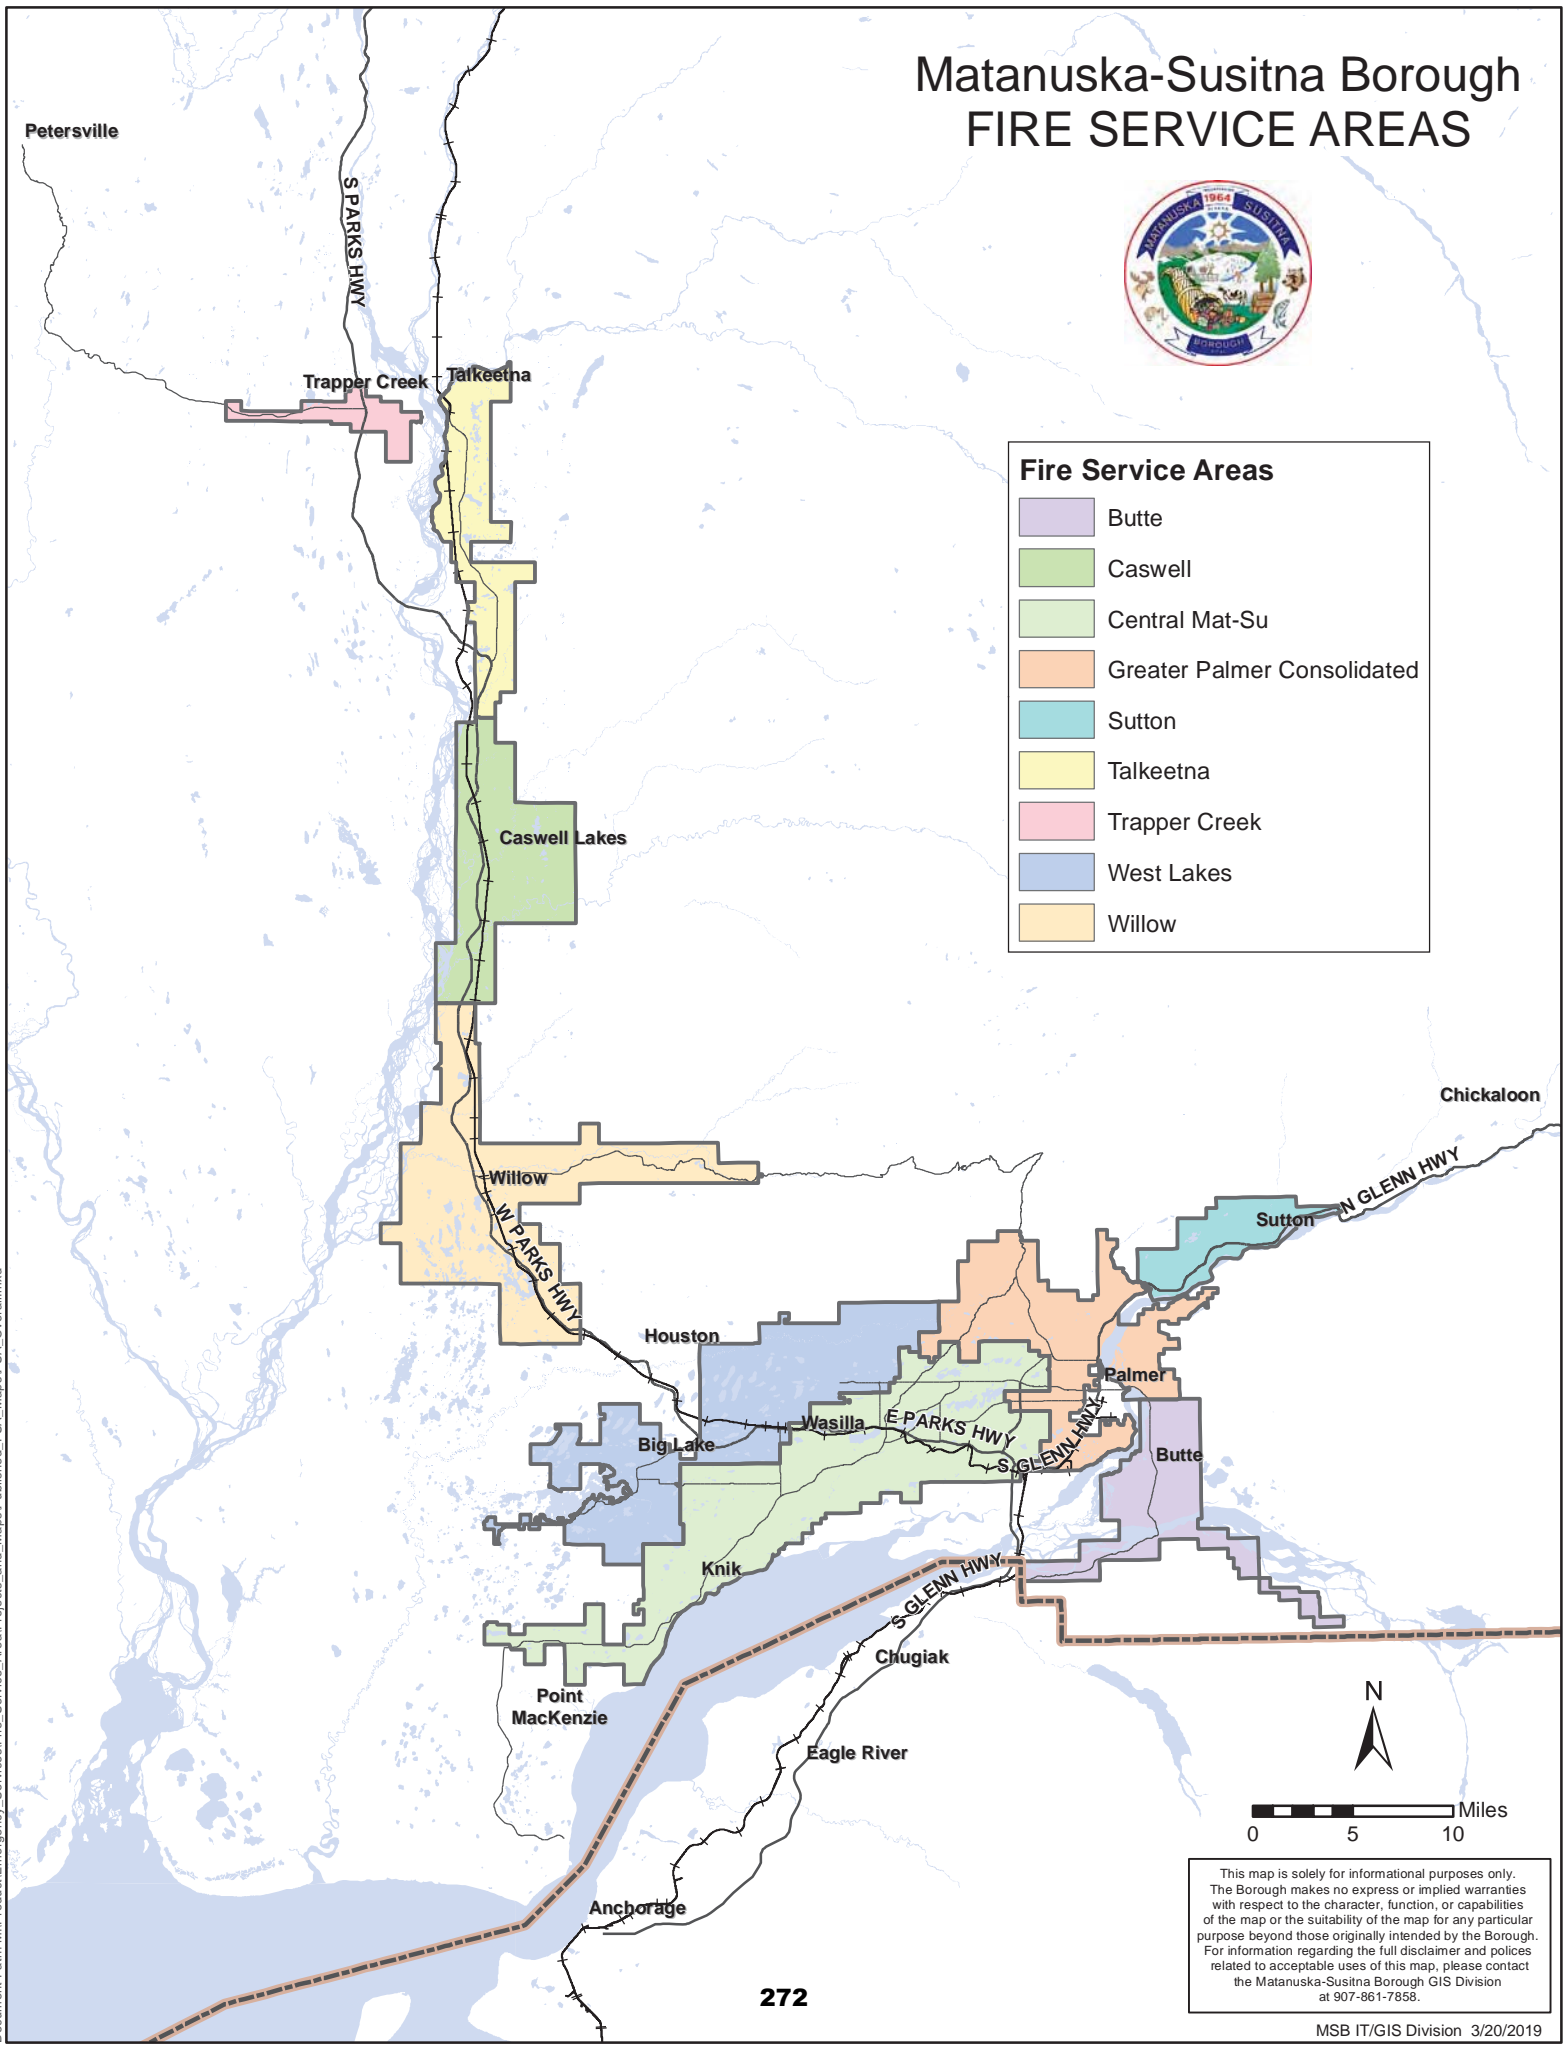 Matanuska-Susitna Borough
FIRE SERVICE AREAS
MATANUSKA
1964
SUSITNA
BOROUGH
Petersville
S PARKS HWY
Trapper Creek
Talkeetna
Fire Service Areas
Butte
Caswell
Central Mat-Su
Greater Palmer Consolidated
Sutton
Talkeetna
Trapper Creek
West Lakes
Willow
Caswell Lakes
Chickaloon
N GLENN HWY
Willow
Sutton
W PARKS HWY
Houston
Palmer
Wasilla
E PARKS HWY
Big Lake
S GLENN HWY
Butte
Knik
S GLENN HWY
Chugiak
Point
MacKenzie
Eagle River
Anchorage
N
Miles
0 5 10
This map is solely for informational purposes only.
The Borough makes no express or implied warranties
with respect to the character, function, or capabilities
of the map or the suitability of the map for any particular
purpose beyond those originally intended by the Borough.
For information regarding the full disclaimer and polices
related to acceptable uses of this map, please contact
the Matanuska-Susitna Borough GIS Division
at 907-861-7858.
272
MSB IT/GIS Division 3/20/2019